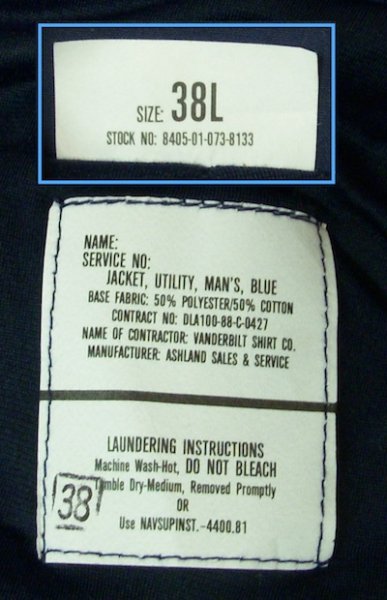 SIZE: 38L
STOCK NO: 8405-01-073-8133
NAME:
SERVICE NO:
JACKET, UTILITY, MAN'S, BLUE
BASE FABRIC: 50% POLYESTER/50% COTTON
CONTRACT NO: DLA100-88-C-0427
NAME OF CONTRACTOR: VANDERBILT SHIRT CO.
MANUFACTURER: ASHLAND SALES & SERVICE
LAUNDERING INSTRUCTIONS
Machine Wash-Hot, DO NOT BLEACH
Tumble Dry-Medium, Removed Promptly
OR
Use NAVSUPINST.-4400.81
38